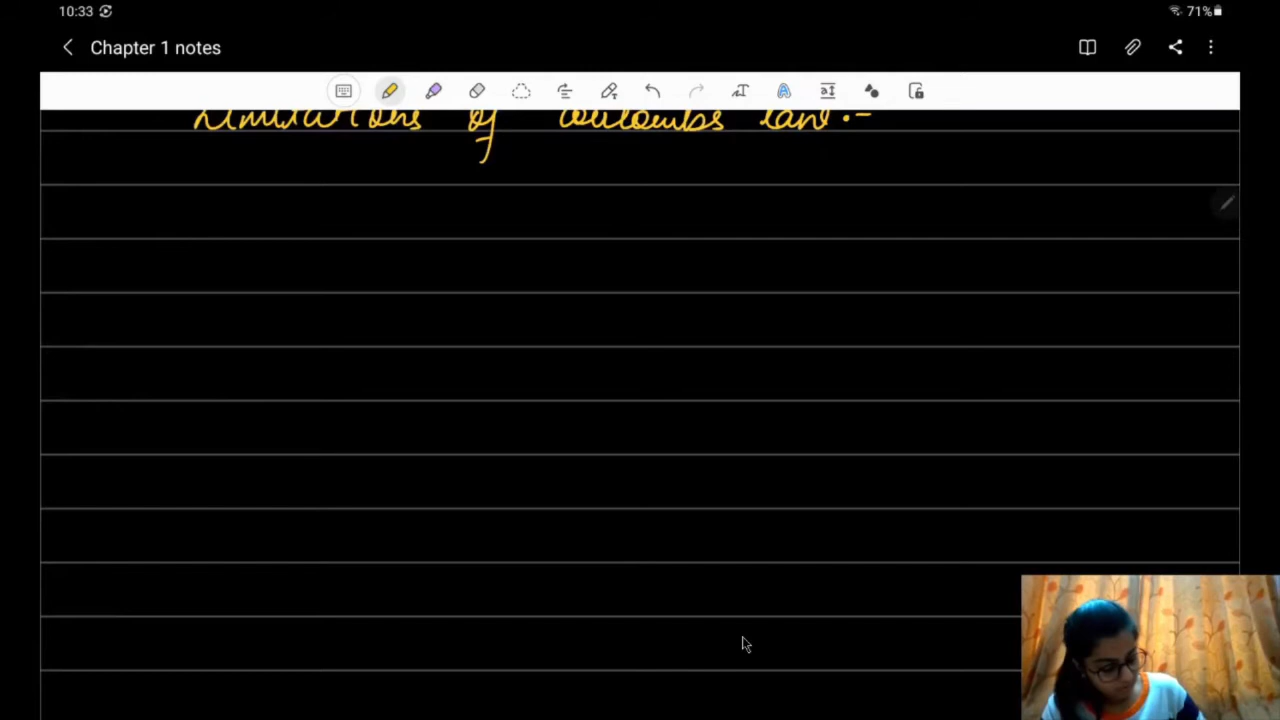 10:33
71%
Chapter 1 notes
limitations of coulombs law :-